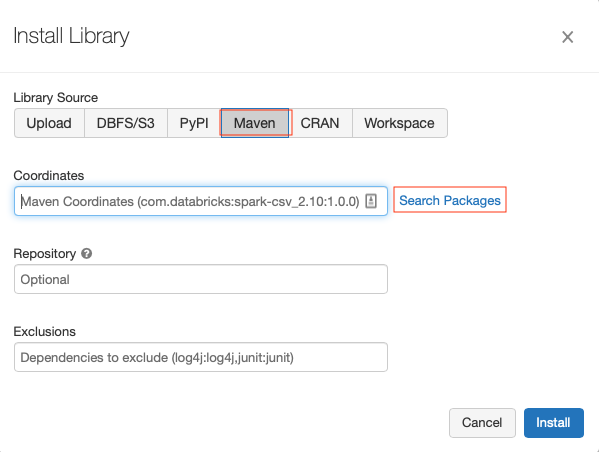 Install Library
Library Source
Upload DBFS/S3 PyPI Maven CRAN Workspace
Coordinates
Maven Coordinates (com.databricks:spark-csv_2.10:1.0.0) Search Packages
Repository ?
Optional
Exclusions
Dependencies to exclude (log4j:log4j,junit:junit)
Cancel Install